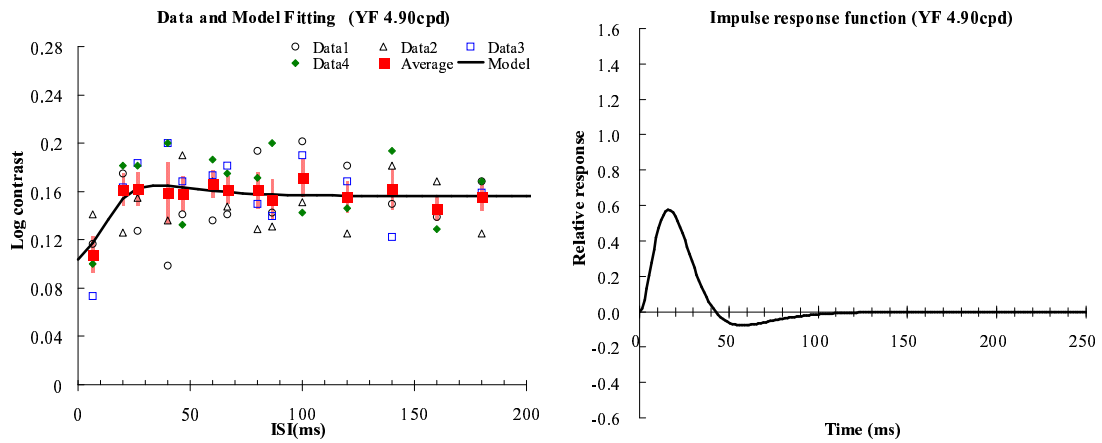 Data and Model Fitting (YF 4.90cpd)
Data1 Data2 Data3
Data4 Average Model
Log contrast
0.28
0.24
0.2
0.16
0.12
0.08
0.04
0
0 50 100 150 200
ISI(ms)
Impulse response function (YF 4.90cpd)
Relative response
1.6
1.4
1.2
1.0
0.8
0.6
0.4
0.2
0.0
-0.2
-0.4
-0.6
0 50 100 150 200 250
Time (ms)